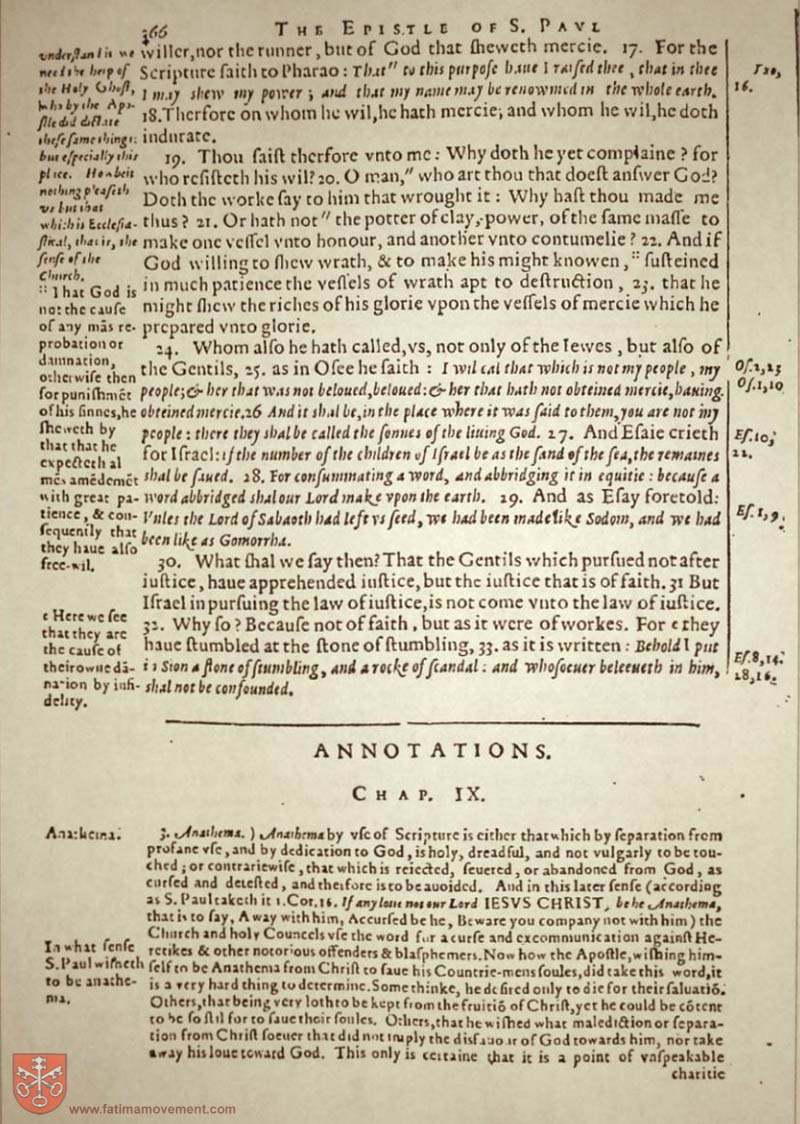 366
THE EPISTLE OF S. PAVL
willer, nor the runner, but of God that ſheweth mercie. 17. For the
Scripture ſaith to Pharao: That" to this purpoſe haue I raiſed thee, that in thee
I may shew my power; and that my name may be renowmed in the whole earth.
18. Therfore on whom he wil, he hath mercie; and whom he wil, he doth
indurate.
19. Thou ſaiſt therfore vnto me: Why doth he yet complaine? for
who reſiſteth his wil? 20. O man," who art thou that doeſt anſwer God?
Doth the worke ſay to him that wrought it: Why haſt thou made me
thus? 21. Or hath not" the potter of clay, power, of the ſame maſſe to
make one veſſel vnto honour, and another vnto contumelie? 22. And if
God willing to ſhew wrath, & to make his might knowen, :: ſuſteined
in much patience the veſſels of wrath apt to deſtruction, 23. that he
might ſhew the riches of his glorie vpon the veſſels of mercie which he
prepared vnto glorie.
24. Whom alſo he hath called, vs, not only of the Iewes, but alſo of
the Gentils, 25. as in Oſee he ſaith: I wil cal that which is not my people, my
people; & her that was not beloued, beloued: & her that hath not obteined mercie, hauing
obteined mercie. 26 And it shal be, in the place where it was ſaid to them, you are not my
people: there they shal be called the ſonnes of the liuing God. 27. And Eſaie crieth
for Iſrael: if the number of the children of Iſrael be as the ſand of the ſea, the remaines
shal be ſaued. 28. For conſummating a word, and abbridging it in equitie: becauſe a
word abbridged shal our Lord make vpon the earth. 29. And as Eſay foretold:
Vnles the Lord of Sabaoth had left vs ſeed, we had been made like Sodom, and we had
been like as Gomorrha.
30. What ſhal we ſay then? That the Gentils which purſued not after
iuſtice, haue apprehended iuſtice, but the iuſtice that is of faith. 31 But
Iſrael in purſuing the law of iuſtice, is not come vnto the law of iuſtice.
32. Why ſo? Becauſe not of faith, but as it were of workes. For c they
haue ſtumbled at the ſtone of ſtumbling, 33. as it is written: Behold I put
in Sion a ſtone of ſtumbling, and a rocke of ſcandal: and whoſoeuer beleeueth in him,
shal not be confounded.
vnderſtand it we
need the help of
the Holy Ghoſt,
who by the Apo-
ſtle did dictate
theſe ſame things:
but eſpecially this
place. Howbeit
nothing pleaſeth
vs but that
which is Eccleſia-
ſtical, that is, the
ſenſe of the
Church.
:: That God is
not the cauſe
of any mãs re-
probation or
damnation,
otherwiſe then
for puniſhmẽt
of his ſinnes, he
ſheweth by
that that he
expecteth al
mẽs amẽdemẽt
with great pa-
tience, & con-
ſequently that
they haue alſo
free-wil.
c Here we ſee
that they are
the cauſe of
their owne dã-
nation by infi-
delity.
16.
Oſ. 2, 23
Oſ. 1, 10
Eſ. 10,
22.
Eſ. 1, 9.
Eſ. 8, 14.
28, 16.
ANNOTATIONS.
CHAP. IX.
Anathema.
3. Anathema.) Anathema by vſe of Scripture is either that which by ſeparation from
profane vſe, and by dedication to God, is holy, dreadful, and not vulgarly to be tou-
ched; or contrariewiſe, that which is reiected, ſeuered, or abandoned from God, as
curſed and deteſted, and therfore is to be auoided. And in this later ſenſe (according
as S. Paul taketh it 1. Cor. 16. If any loue not our Lord IESVS CHRIST, be he Anathema,
that is to ſay, Away with him, Accurſed be he, Beware you company not with him) the
Church and holy Councels vſe the word for a curſe and excommunication againſt He-
retikes & other notorious offenders & blaſphemers. Now how the Apoſtle, wiſhing him-
ſelf to be Anathema from Chriſt to ſaue his Countrie-mens ſoules, did take this word, it
is a very hard thing to determine. Some thinke, he deſired only to die for their ſaluatiõ.
Others, that being very loth to be kept from the fruitiõ of Chriſt, yet he could be cõtent
to be ſo ſtil for to ſaue their ſoules. Others, that he wiſhed what malediction or ſepara-
tion from Chriſt ſoeuer that did not imply the disfauour of God towards him, nor take
away his loue toward God. This only is certaine that it is a point of vnſpeakable
charitie
In what ſenſe
S. Paul wiſheth
to be anathe-
ma.
www.fatimamovement.com